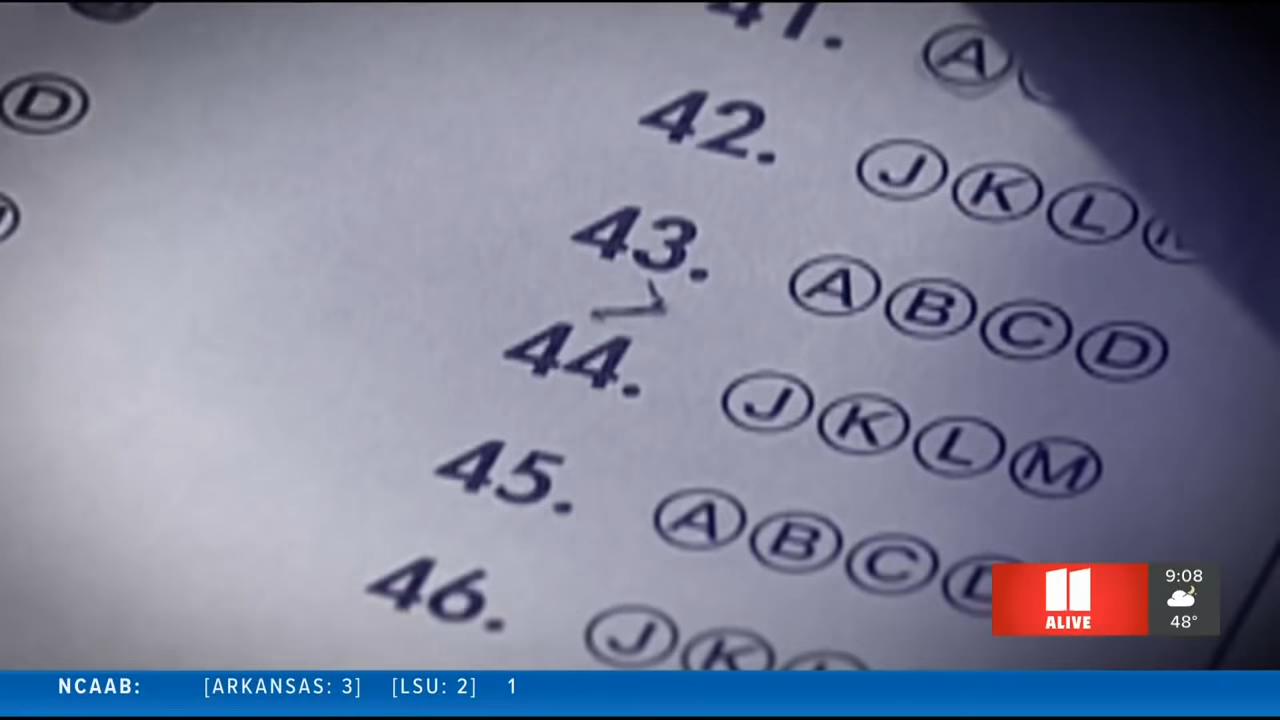 41. A
42. J K L
D
43. A B C D
44. J K L M
45. A B C
46. J K
11
ALIVE
9:08
48°
NCAAB: [ARKANSAS: 3] [LSU: 2] 1